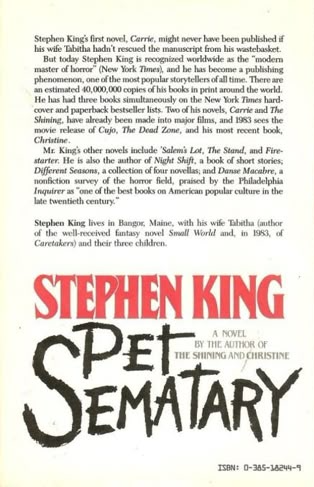 Stephen King's first novel, Carrie, might never have been published if
his wife Tabitha hadn't rescued the manuscript from his wastebasket.
But today Stephen King is recognized worldwide as the "modern
master of horror" (New York Times), and he has become a publishing
phenomenon, one of the most popular storytellers of all time. There are
an estimated 40,000,000 copies of his books in print around the world.
He has had three books simultaneously on the New York Times hard-
cover and paperback bestseller lists. Two of his novels, Carrie and The
Shining, have already been made into major films, and 1983 sees the
movie release of Cujo, The Dead Zone, and his most recent book,
Christine.
Mr. King's other novels include 'Salem's Lot, The Stand, and Fire-
starter. He is also the author of Night Shift, a book of short stories;
Different Seasons, a collection of four novellas; and Danse Macabre, a
nonfiction survey of the horror field, praised by the Philadelphia
Inquirer as "one of the best books on American popular culture in the
late twentieth century."
Stephen King lives in Bangor, Maine, with his wife Tabitha (author
of the well-received fantasy novel Small World and, in 1983, of
Caretakers) and their three children.
STEPHEN KING
A NOVEL
BY THE AUTHOR OF
THE SHINING AND CHRISTINE
PET
SEMATARY
ISBN: 0-385-18244-9